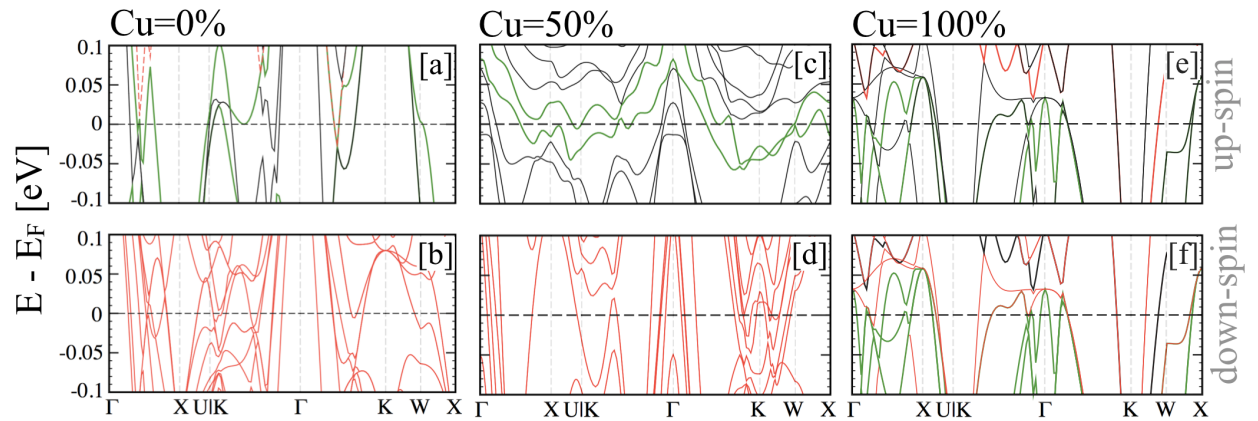 Cu=0% Cu=50% Cu=100%
E - E_F [eV]
0.1
0.05
0
-0.05
-0.1
[a] [c] [e]
up-spin
0.1
0.05
0
-0.05
-0.1
[b] [d] [f]
down-spin
Γ X U|K Γ K W X Γ X U|K Γ K W X Γ X U|K Γ K W X